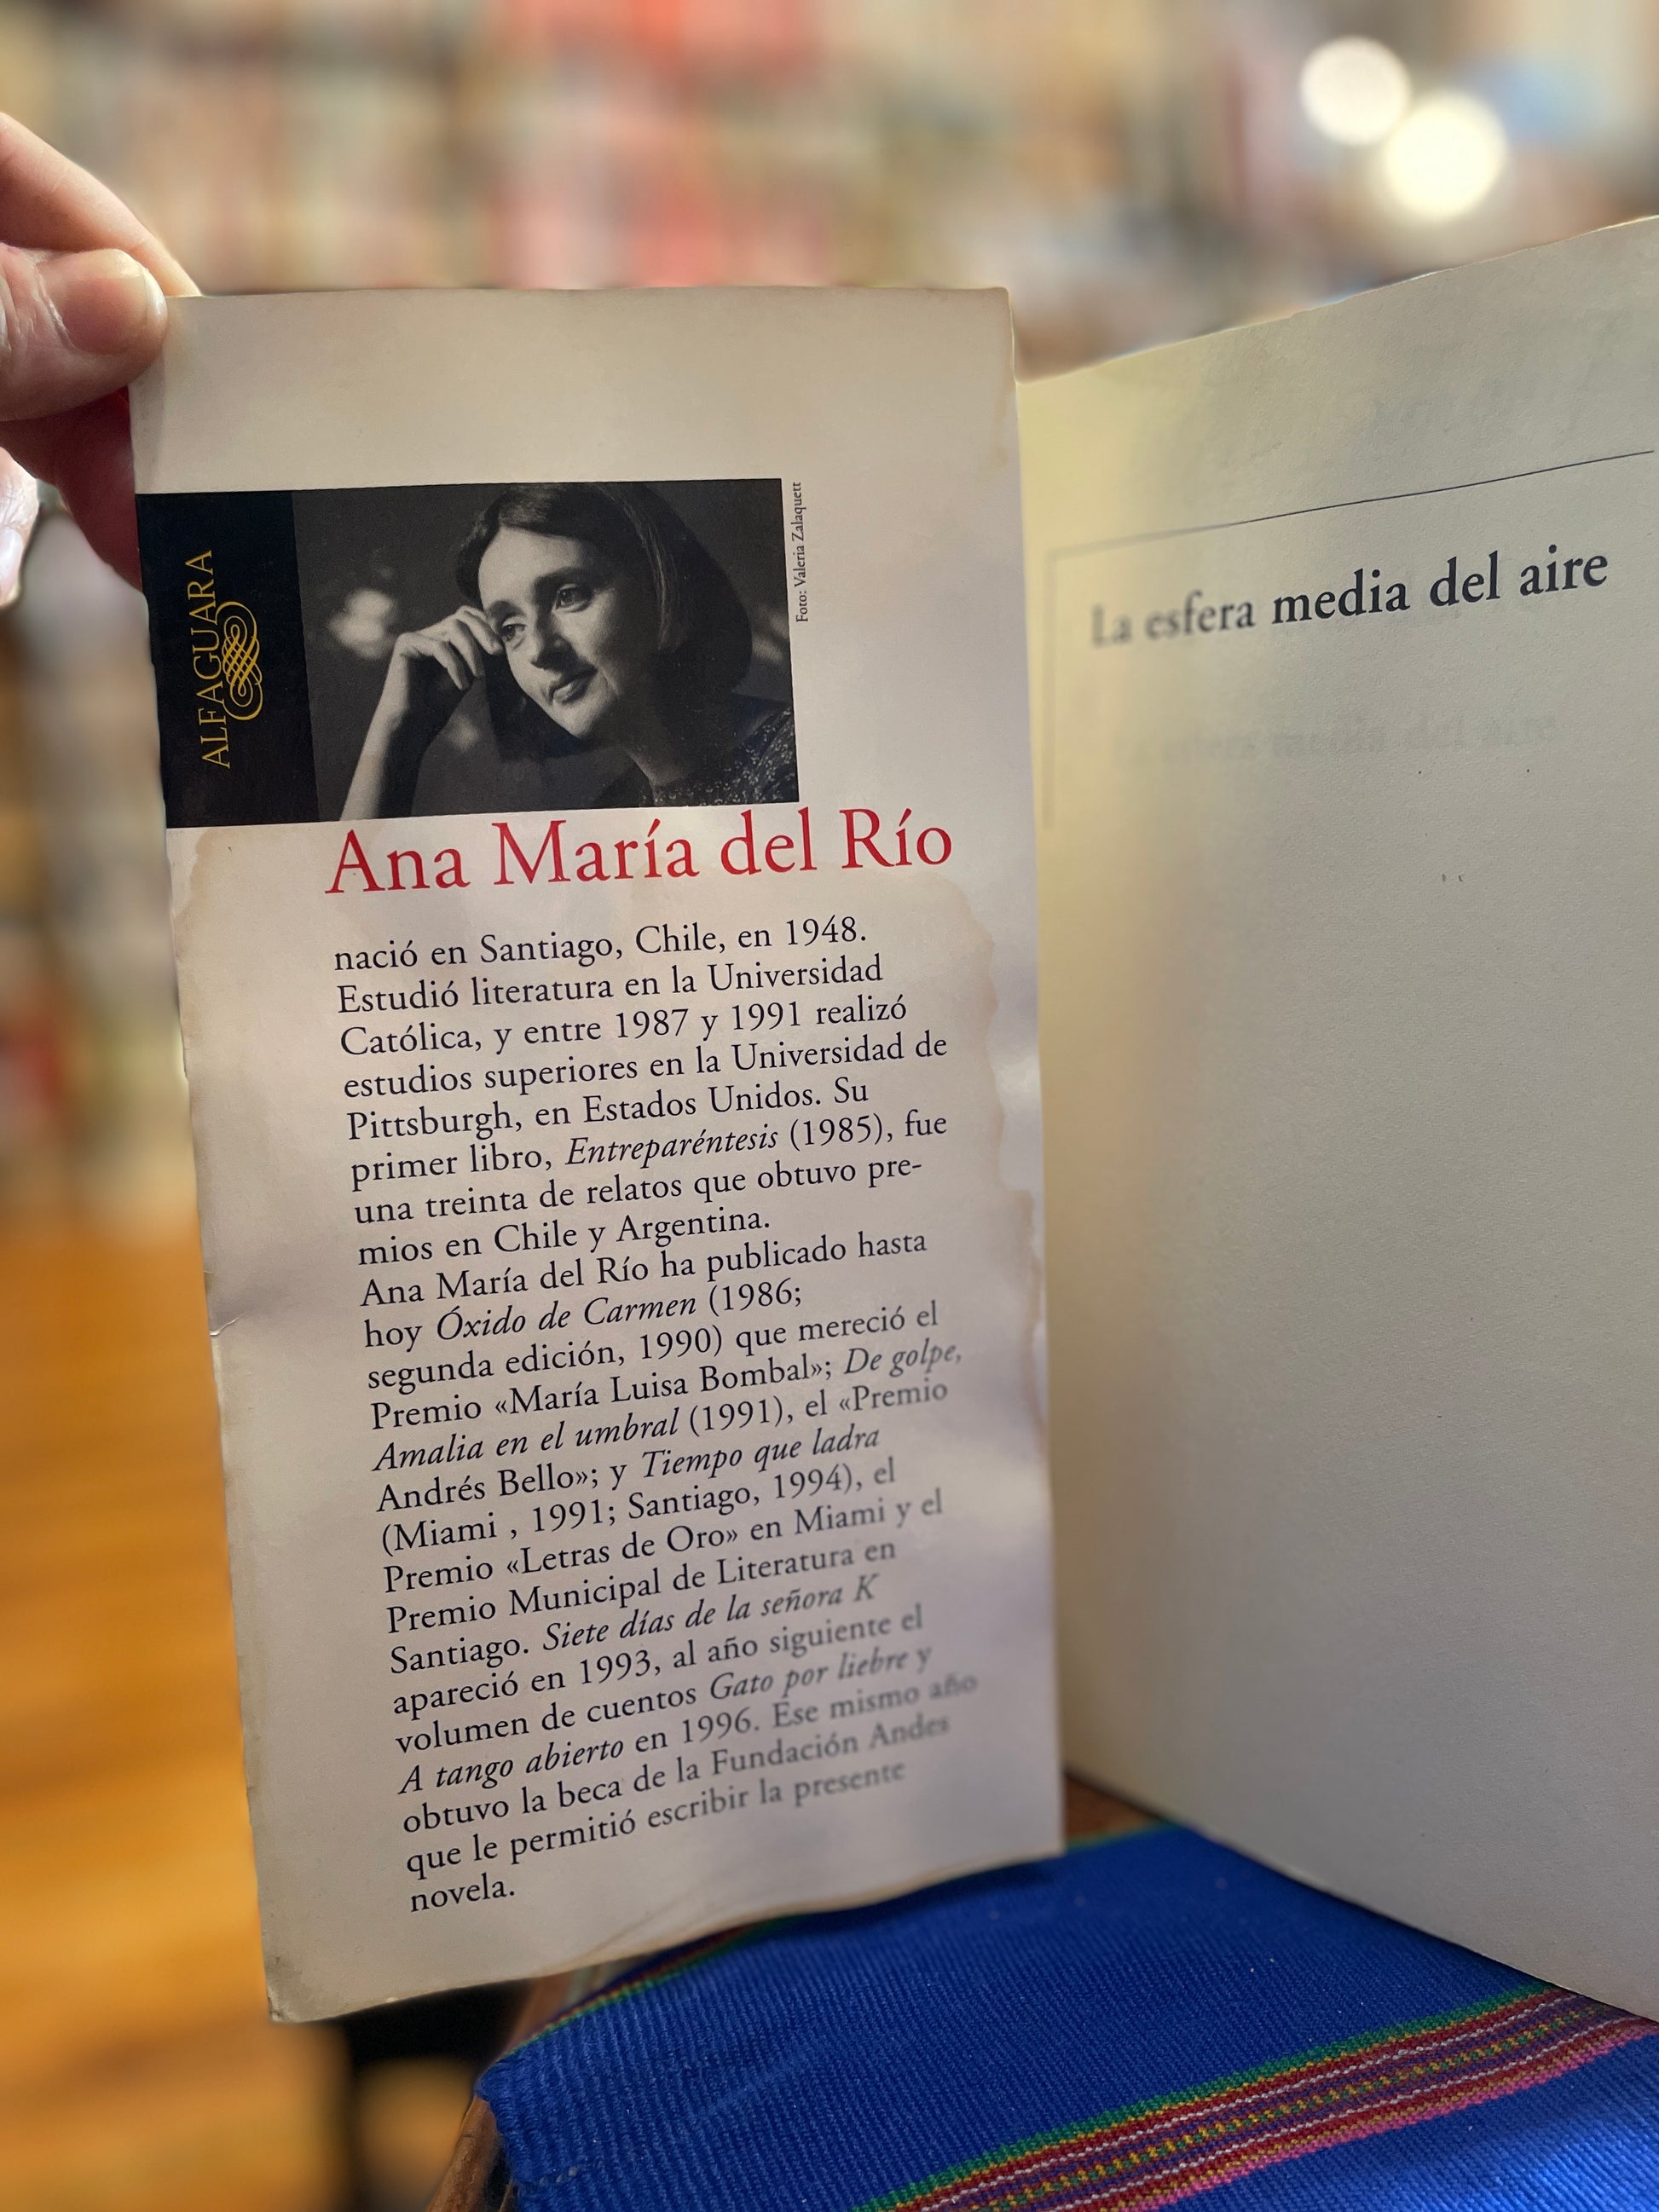 ALFAGUARA
Foto: Valeria Zalaquett
Ana María del Río
nació en Santiago, Chile, en 1948.
Estudió literatura en la Universidad
Católica, y entre 1987 y 1991 realizó
estudios superiores en la Universidad de
Pittsburgh, en Estados Unidos. Su
primer libro, Entreparéntesis (1985), fue
una treinta de relatos que obtuvo pre-
mios en Chile y Argentina.
Ana María del Río ha publicado hasta
hoy Óxido de Carmen (1986;
segunda edición, 1990) que mereció el
Premio «María Luisa Bombal»; De golpe,
Amalia en el umbral (1991), el «Premio
Andrés Bello»; y Tiempo que ladra
(Miami , 1991; Santiago, 1994), el
Premio «Letras de Oro» en Miami y el
Premio Municipal de Literatura en
Santiago. Siete días de la señora K
apareció en 1993, al año siguiente el
volumen de cuentos Gato por liebre y
A tango abierto en 1996. Ese mismo año
obtuvo la beca de la Fundación Andes
que le permitió escribir la presente
novela.
La esfera media del aire